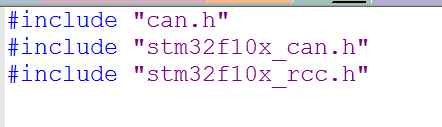 #include "can.h"
#include "stm32f10x_can.h"
#include "stm32f10x_rcc.h"